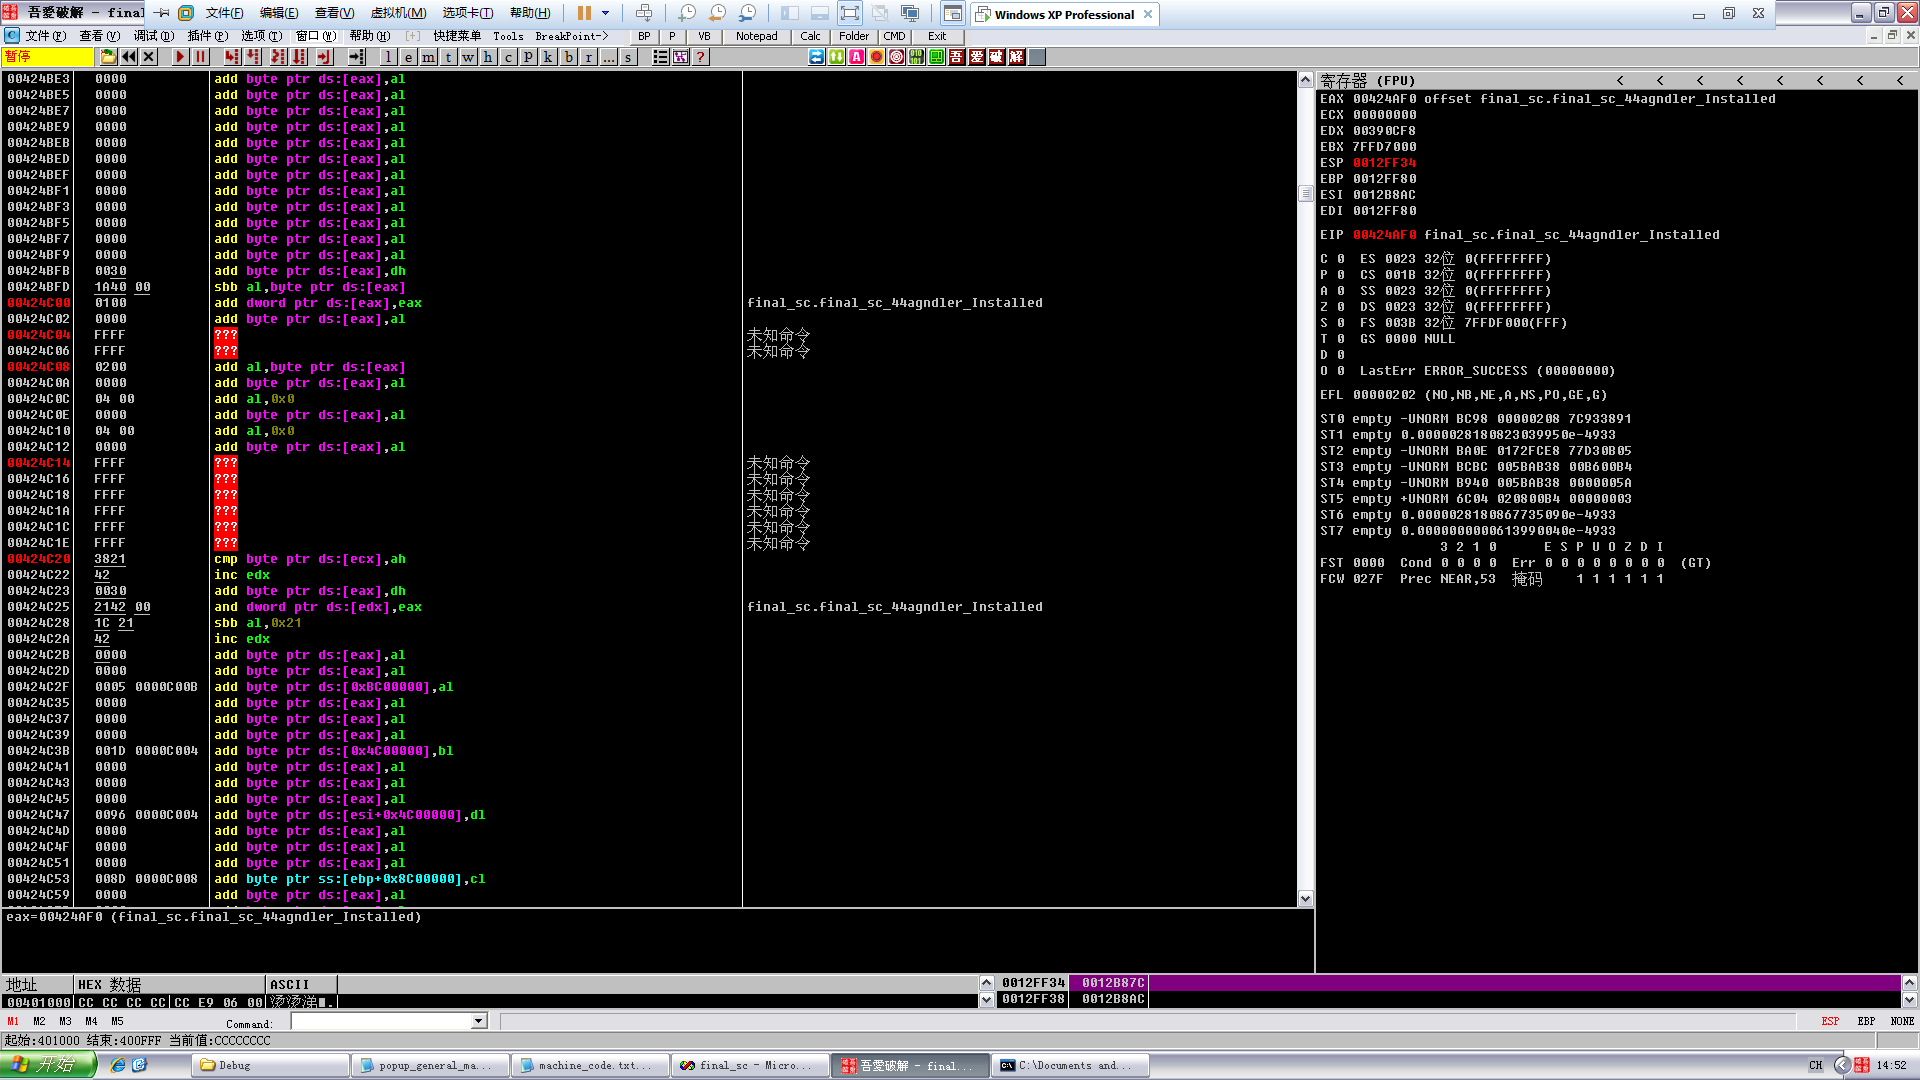 吾爱破解 - final
文件(F) 编辑(E) 查看(V) 虚拟机(M) 选项卡(T) 帮助(H)
Windows XP Professional
文件(F) 查看(V) 调试(D) 插件(P) 选项(T) 窗口(W) 帮助(H) [+] 快捷菜单 Tools BreakPoint-> BP P VB Notepad Calc Folder CMD Exit
暂停
l e m t w h c p k b r ... s ?
吾 爱 破 解
00424BE3 0000 add byte ptr ds:[eax],al
00424BE5 0000 add byte ptr ds:[eax],al
00424BE7 0000 add byte ptr ds:[eax],al
00424BE9 0000 add byte ptr ds:[eax],al
00424BEB 0000 add byte ptr ds:[eax],al
00424BED 0000 add byte ptr ds:[eax],al
00424BEF 0000 add byte ptr ds:[eax],al
00424BF1 0000 add byte ptr ds:[eax],al
00424BF3 0000 add byte ptr ds:[eax],al
00424BF5 0000 add byte ptr ds:[eax],al
00424BF7 0000 add byte ptr ds:[eax],al
00424BF9 0000 add byte ptr ds:[eax],al
00424BFB 0030 add byte ptr ds:[eax],dh
00424BFD 1A40 00 sbb al,byte ptr ds:[eax]
00424C00 0100 add dword ptr ds:[eax],eax final_sc.final_sc_44agndler_Installed
00424C02 0000 add byte ptr ds:[eax],al
00424C04 FFFF ??? 未知命令
00424C06 FFFF ??? 未知命令
00424C08 0200 add al,byte ptr ds:[eax]
00424C0A 0000 add byte ptr ds:[eax],al
00424C0C 04 00 add al,0x0
00424C0E 0000 add byte ptr ds:[eax],al
00424C10 04 00 add al,0x0
00424C12 0000 add byte ptr ds:[eax],al
00424C14 FFFF ??? 未知命令
00424C16 FFFF ??? 未知命令
00424C18 FFFF ??? 未知命令
00424C1A FFFF ??? 未知命令
00424C1C FFFF ??? 未知命令
00424C1E FFFF ??? 未知命令
00424C20 3821 cmp byte ptr ds:[ecx],ah
00424C22 42 inc edx
00424C23 0030 add byte ptr ds:[eax],dh
00424C25 2142 00 and dword ptr ds:[edx],eax final_sc.final_sc_44agndler_Installed
00424C28 1C 21 sbb al,0x21
00424C2A 42 inc edx
00424C2B 0000 add byte ptr ds:[eax],al
00424C2D 0000 add byte ptr ds:[eax],al
00424C2F 0005 0000C00B add byte ptr ds:[0xBC00000],al
00424C35 0000 add byte ptr ds:[eax],al
00424C37 0000 add byte ptr ds:[eax],al
00424C39 0000 add byte ptr ds:[eax],al
00424C3B 001D 0000C004 add byte ptr ds:[0x4C00000],bl
00424C41 0000 add byte ptr ds:[eax],al
00424C43 0000 add byte ptr ds:[eax],al
00424C45 0000 add byte ptr ds:[eax],al
00424C47 0096 0000C004 add byte ptr ds:[esi+0x4C00000],dl
00424C4D 0000 add byte ptr ds:[eax],al
00424C4F 0000 add byte ptr ds:[eax],al
00424C51 0000 add byte ptr ds:[eax],al
00424C53 008D 0000C008 add byte ptr ss:[ebp+0x8C00000],cl
00424C59 0000 add byte ptr ds:[eax],al
eax=00424AF0 (final_sc.final_sc_44agndler_Installed)
寄存器 (FPU) < < < < < < < <
EAX 00424AF0 offset final_sc.final_sc_44agndler_Installed
ECX 00000000
EDX 00390CF8
EBX 7FFD7000
ESP 0012FF34
EBP 0012FF80
ESI 0012B8AC
EDI 0012FF80
EIP 00424AF0 final_sc.final_sc_44agndler_Installed
C 0 ES 0023 32位 0(FFFFFFFF)
P 0 CS 001B 32位 0(FFFFFFFF)
A 0 SS 0023 32位 0(FFFFFFFF)
Z 0 DS 0023 32位 0(FFFFFFFF)
S 0 FS 003B 32位 7FFDF000(FFF)
T 0 GS 0000 NULL
D 0
O 0 LastErr ERROR_SUCCESS (00000000)
EFL 00000202 (NO,NB,NE,A,NS,PO,GE,G)
ST0 empty -UNORM BC98 00000208 7C933891
ST1 empty 0.0000028180823039950e-4933
ST2 empty -UNORM BA0E 0172FCE8 77D30B05
ST3 empty -UNORM BCBC 005BAB38 00B600B4
ST4 empty -UNORM B940 005BAB38 0000005A
ST5 empty +UNORM 6C04 020800B4 00000003
ST6 empty 0.0000028180867735090e-4933
ST7 empty 0.0000000000613990040e-4933
3 2 1 0 E S P U O Z D I
FST 0000 Cond 0 0 0 0 Err 0 0 0 0 0 0 0 0 (GT)
FCW 027F Prec NEAR,53 掩码 1 1 1 1 1 1
地址 HEX 数据 ASCII
00401000 CC CC CC CC CC E9 06 00
0012FF34 0012B87C
0012FF38 0012B8AC
M1 M2 M3 M4 M5 Command: ESP EBP NONE
起始:401000 结束:400FFF 当前值:CCCCCCCC
开始 Debug popup_general_ma... machine_code.txt... final_sc - Micro... 吾爱破解 - final... C:\Documents and... CH 14:52